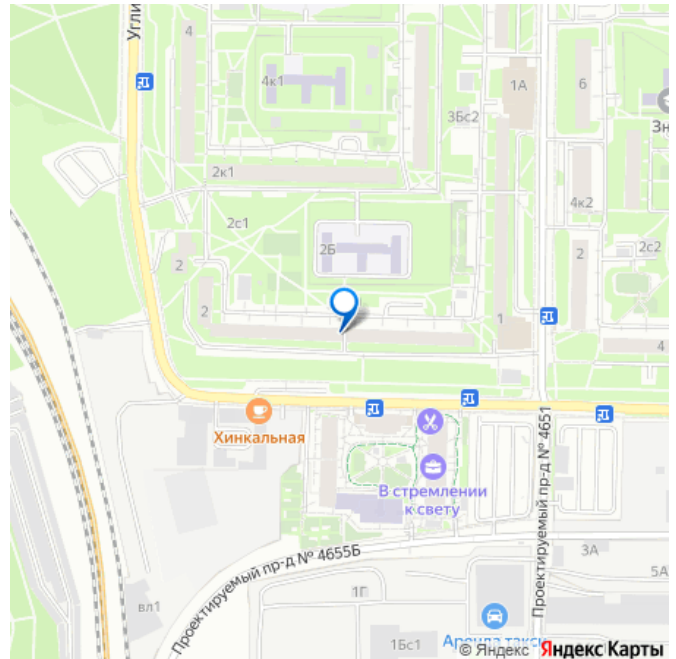 Угли
4
4к1
1А
6
3Бс2
Зн
2к1
4к2
2с1
2Б
2с2
2
2
2
1
4
Хинкальная
В стремлении
к свету
Проектируемый пр-д № 4651
Проектируемый пр-д № 4655Б
3А
5А
1Г
вл1
1Бс1
Аренда такси
© Яндекс Яндекс Карты